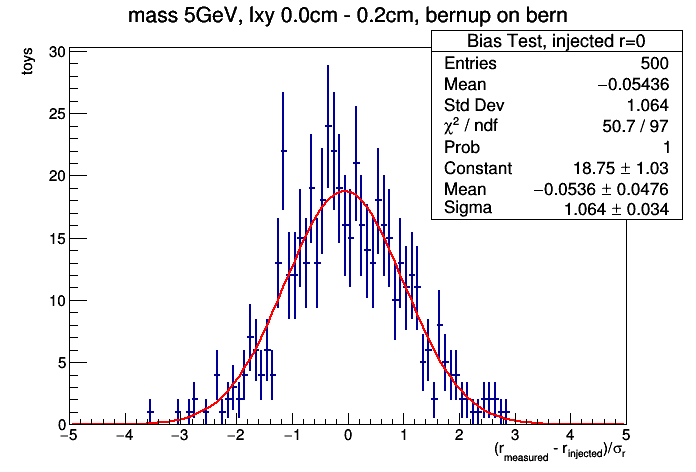 mass 5GeV, lxy 0.0cm - 0.2cm, bernup on bern
Bias Test, injected r=0
Entries 500
Mean −0.05436
Std Dev 1.064
χ² / ndf 50.7 / 97
Prob 1
Constant 18.75 ± 1.03
Mean −0.0536 ± 0.0476
Sigma 1.064 ± 0.034
toys
30
25
20
15
10
5
0
−5 −4 −3 −2 −1 0 1 2 3 4 5
(r_measured - r_injected)/σ_r